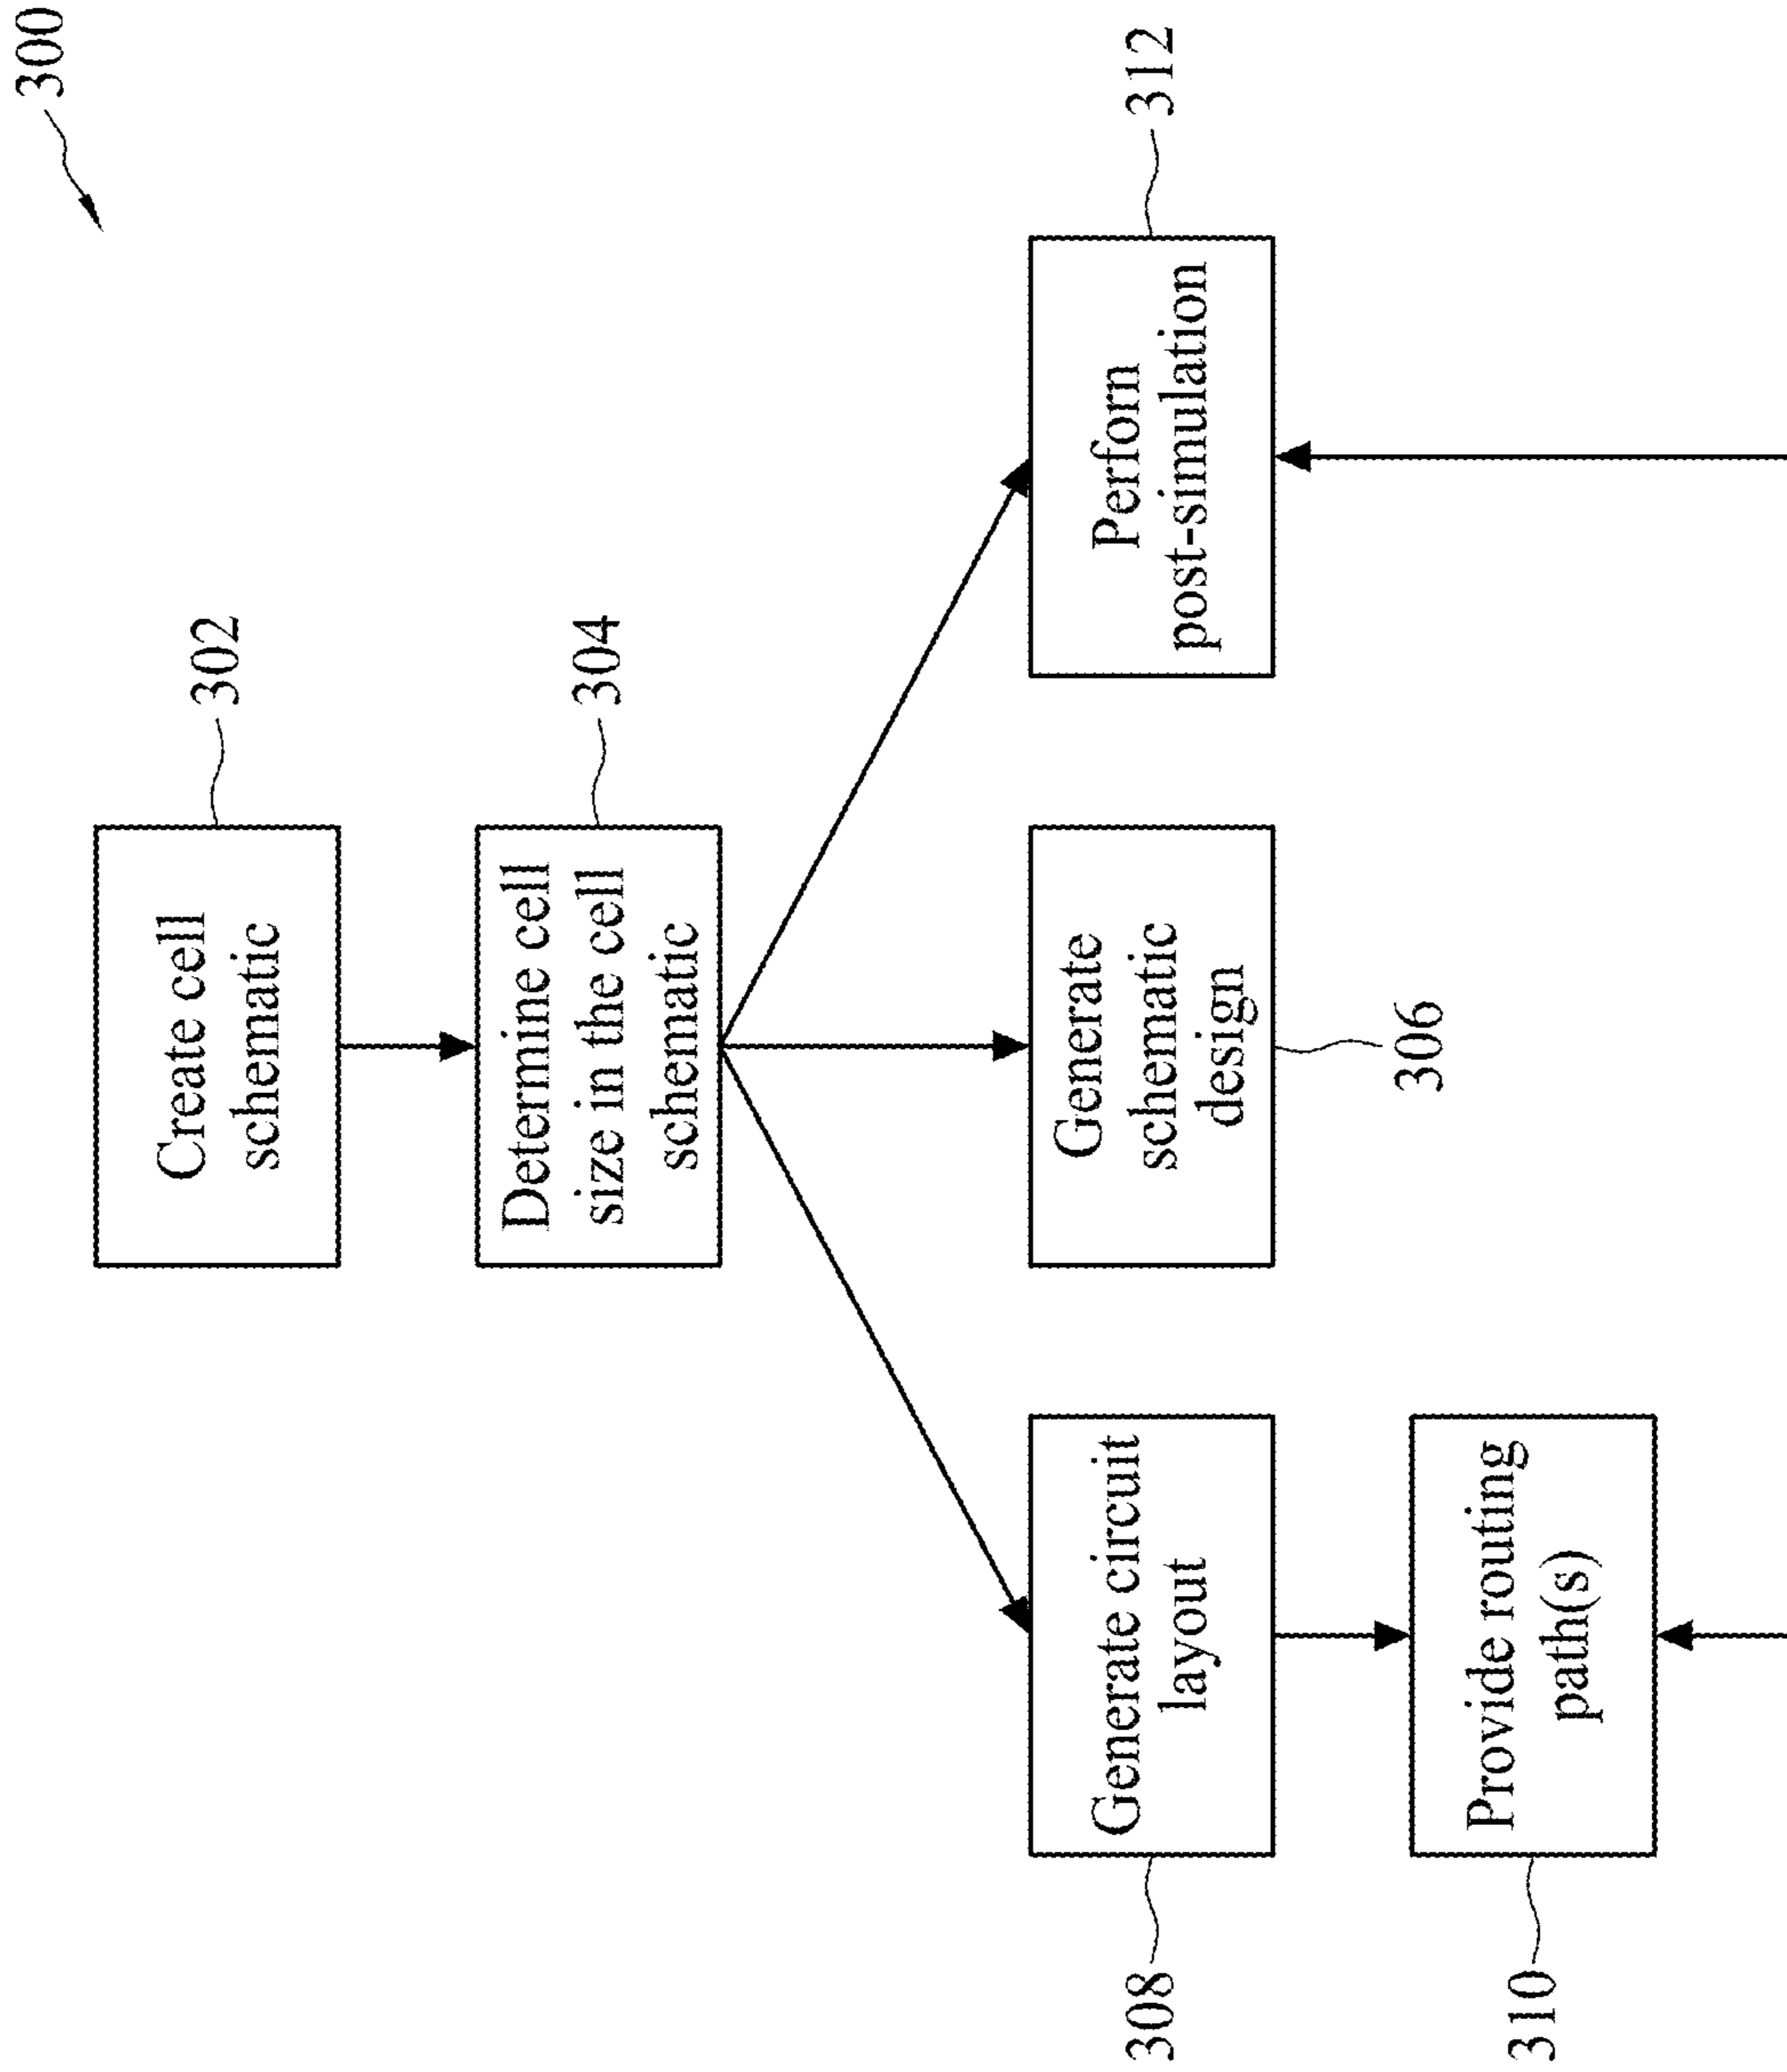 300
Create cell
schematic
302
Determine cell
size in the cell
schematic
304
308
Generate circuit
layout
Generate
schematic
design
306
Perforn
post-simulation
312
310
Provide routing
path(s)